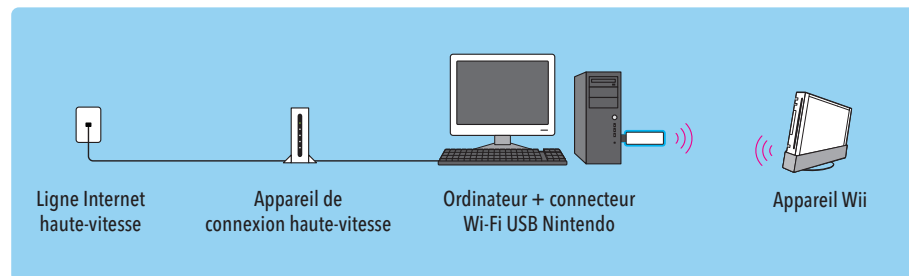 Ligne Internet
haute-vitesse
Appareil de
connexion haute-vitesse
Ordinateur + connecteur
Wi-Fi USB Nintendo
Appareil Wii